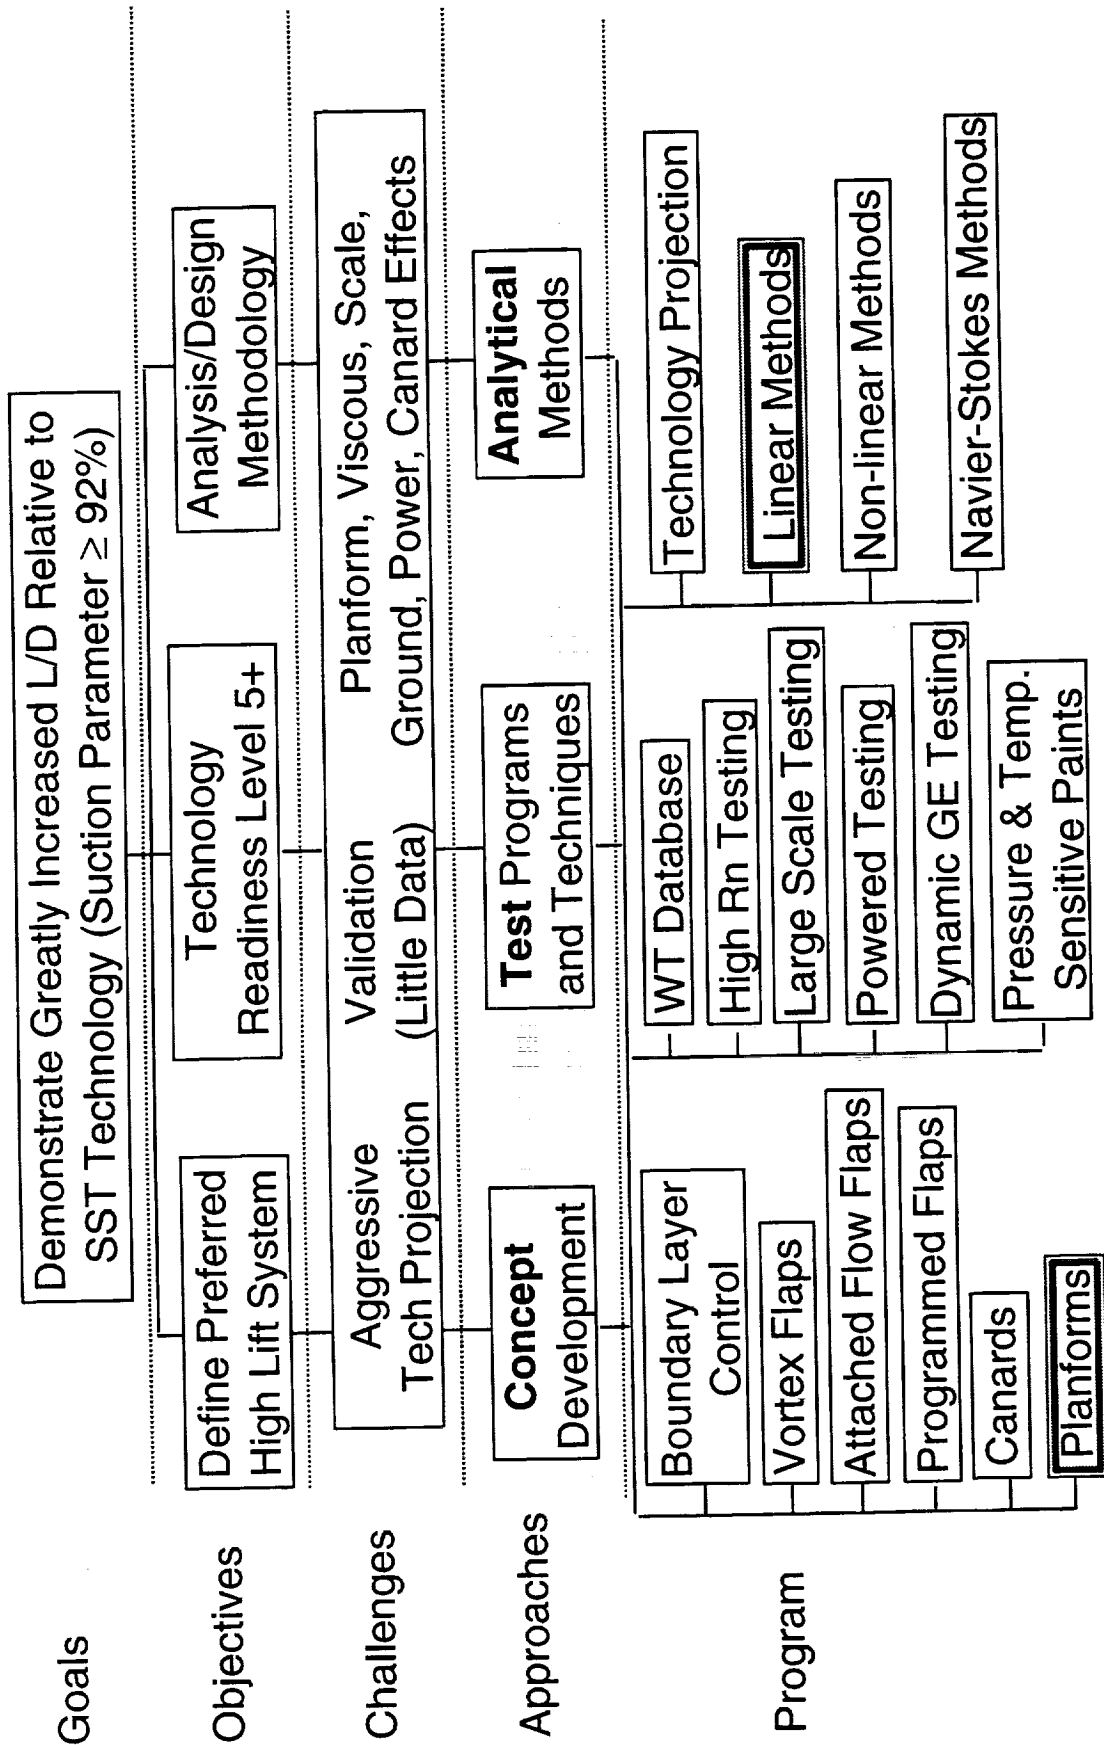 Goals
Demonstrate Greatly Increased L/D Relative to
SST Technology (Suction Parameter ≥ 92%)
Objectives
Define Preferred
High Lift System
Technology
Readiness Level 5+
Analysis/Design
Methodology
Challenges
Aggressive
Tech Projection
Validation
(Little Data)
Planform, Viscous, Scale,
Ground, Power, Canard Effects
Approaches
Concept
Development
Test Programs
and Techniques
Analytical
Methods
Program
Boundary Layer
Control
Vortex Flaps
Attached Flow Flaps
Programmed Flaps
Canards
Planforms
WT Database
High Rn Testing
Large Scale Testing
Powered Testing
Dynamic GE Testing
Pressure & Temp.
Sensitive Paints
Technology Projection
Linear Methods
Non-linear Methods
Navier-Stokes Methods